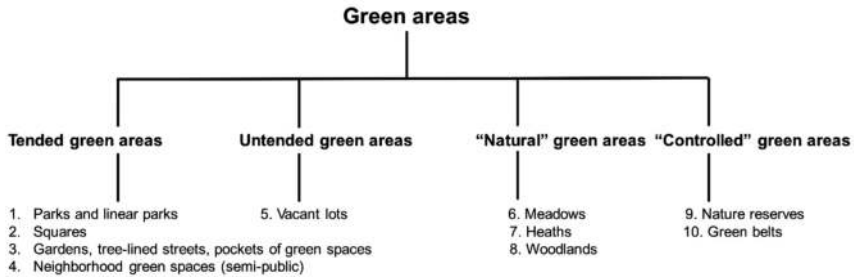 Green areas
Tended green areas
Untended green areas
“Natural” green areas
“Controlled” green areas
1. Parks and linear parks
2. Squares
3. Gardens, tree-lined streets, pockets of green spaces
4. Neighborhood green spaces (semi-public)
5. Vacant lots
6. Meadows
7. Heaths
8. Woodlands
9. Nature reserves
10. Green belts